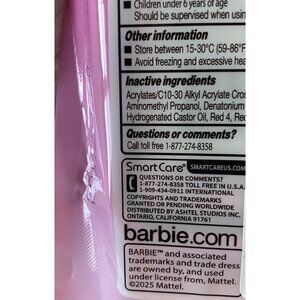 Children under 6 years of age
Should be supervised when usin
Other information
■ Store between 15-30°C (59-86°F
■ Avoid freezing and excessive hea
Inactive ingredients
Acrylates/C10-30 Alkyl Acrylate Cros
Aminomethyl Propanol, Denatonium
Hydrogenated Castor Oil, Red 4, Red
Questions or comments?
Call toll free 1-877-274-8358
SmartCare® SMARTCAREUS.COM
QUESTIONS OR COMMENTS?
1-877-274-8358 TOLL FREE IN U.S.A.
1-909-434-0911 INTERNATIONAL
COPYRIGHTS AND TRADEMARKS
GRANTED OR PENDING WORLDWIDE
DISTRIBUTED BY ASHTEL STUDIOS INC.
ONTARIO, CALIFORNIA 91761
barbie.com
BARBIE™ and associated
trademarks and trade dress
are owned by, and used
under license from, Mattel.
©2025 Mattel.